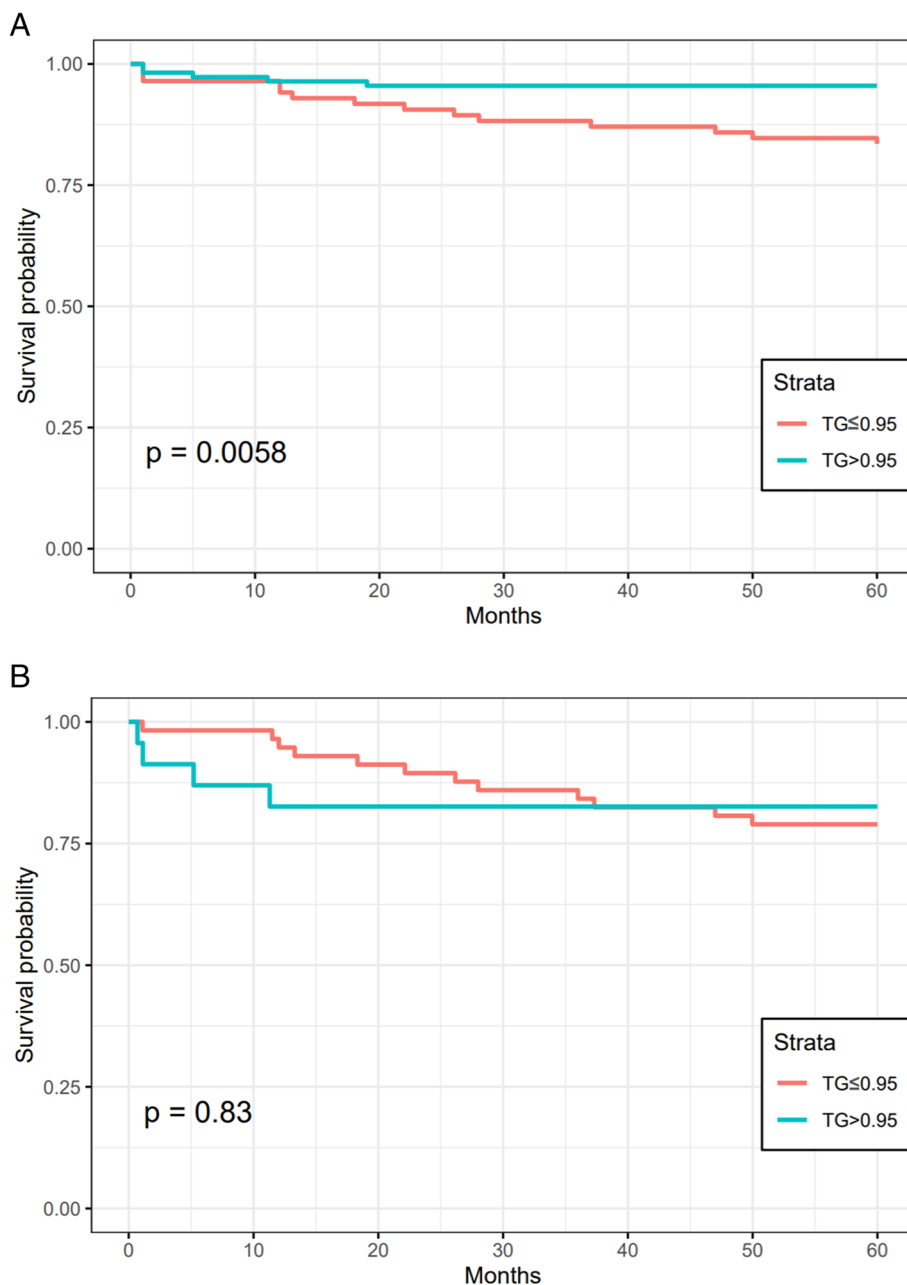 A
Survival probability
1.00
0.75
0.50
0.25
0.00
p = 0.0058
Strata
TG≤0.95
TG>0.95
0 10 20 30 40 50 60
Months
B
Survival probability
1.00
0.75
0.50
0.25
0.00
p = 0.83
Strata
TG≤0.95
TG>0.95
0 10 20 30 40 50 60
Months